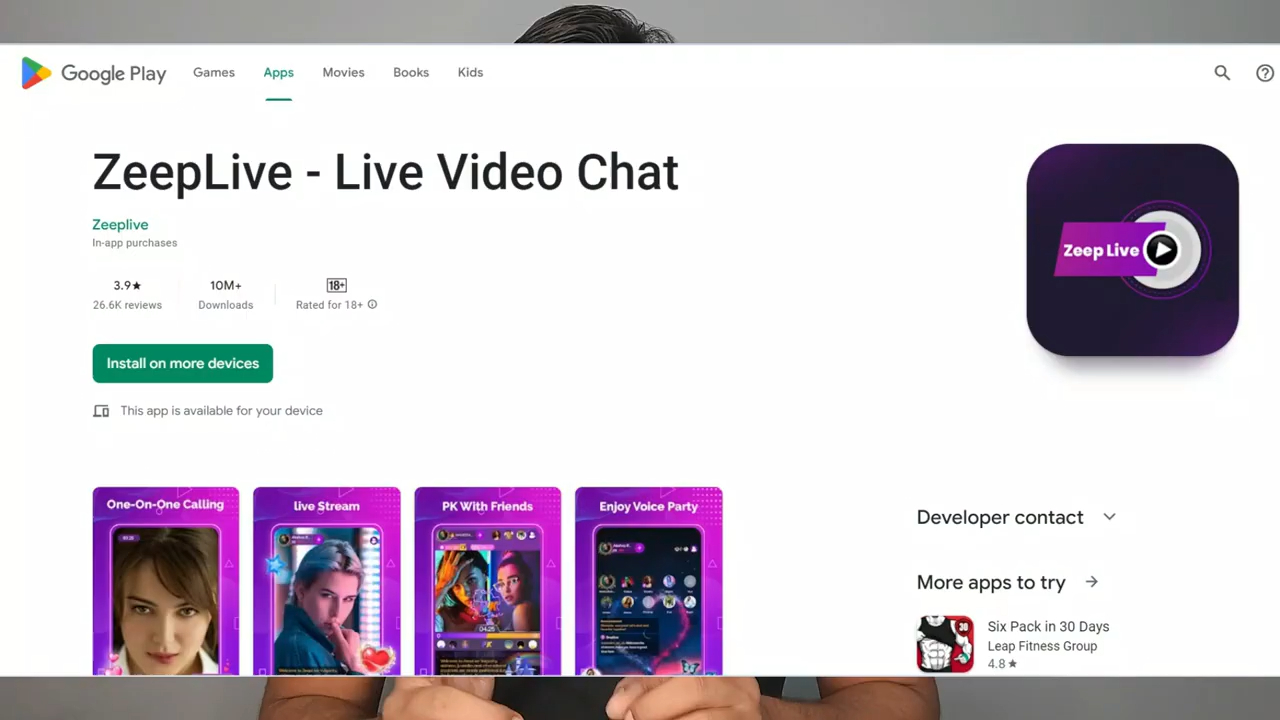 Google Play
Games
Apps
Movies
Books
Kids
ZeepLive - Live Video Chat
Zeeplive
In-app purchases
3.9★
26.6K reviews
10M+
Downloads
18+
Rated for 18+
Install on more devices
This app is available for your device
Zeep Live
One-On-One Calling
live Stream
PK With Friends
Enjoy Voice Party
04:25
Developer contact
More apps to try
30
Six Pack in 30 Days
Leap Fitness Group
4.8★